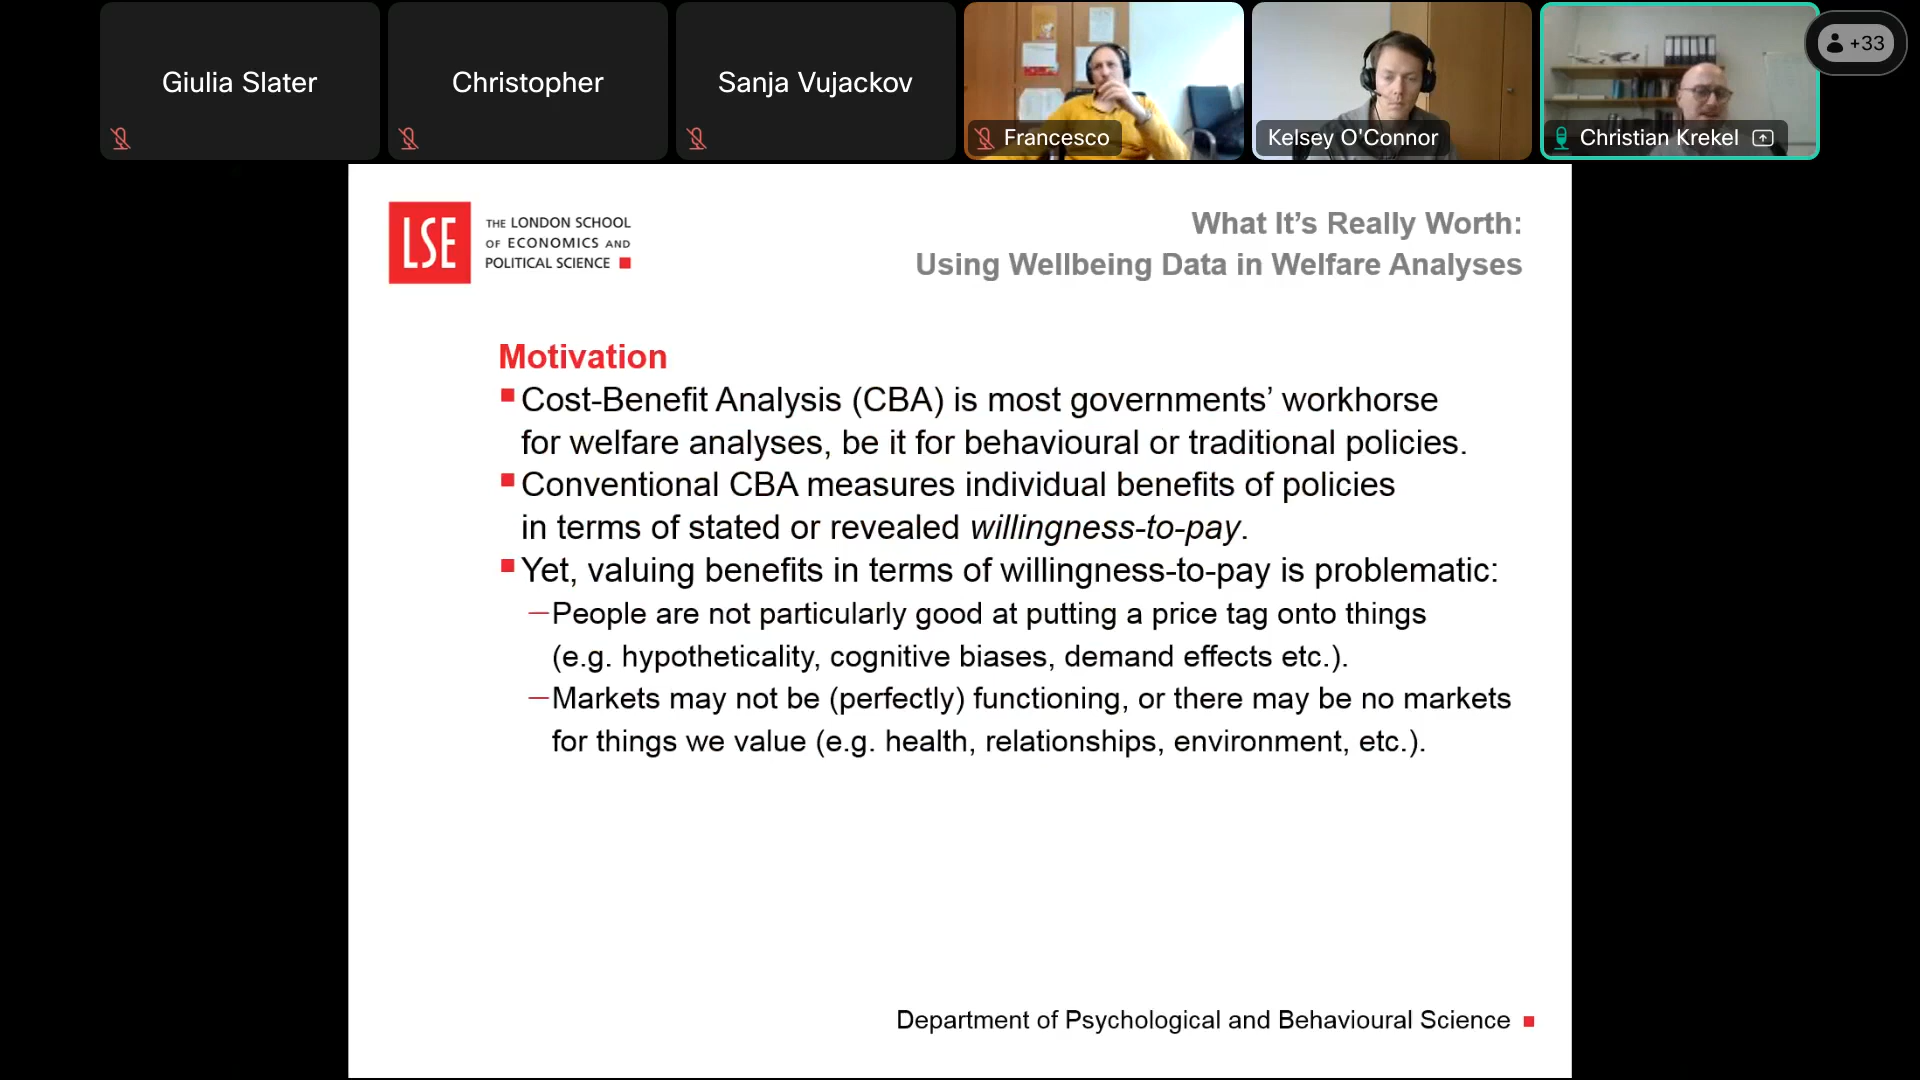 Giulia Slater
Christopher
Sanja Vujackov
Francesco
Kelsey O'Connor
Christian Krekel
+33
LSE
THE LONDON SCHOOL
OF ECONOMICS AND
POLITICAL SCIENCE
What It’s Really Worth:
Using Wellbeing Data in Welfare Analyses
Motivation
Cost-Benefit Analysis (CBA) is most governments’ workhorse
for welfare analyses, be it for behavioural or traditional policies.
Conventional CBA measures individual benefits of policies
in terms of stated or revealed willingness-to-pay.
Yet, valuing benefits in terms of willingness-to-pay is problematic:
—People are not particularly good at putting a price tag onto things
(e.g. hypotheticality, cognitive biases, demand effects etc.).
—Markets may not be (perfectly) functioning, or there may be no markets
for things we value (e.g. health, relationships, environment, etc.).
Department of Psychological and Behavioural Science